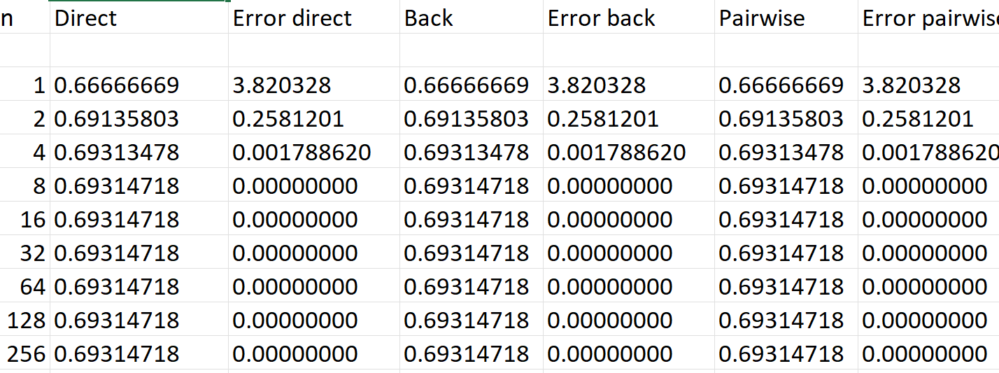 n Direct Error direct Back Error back Pairwise Error pairwise
1 0.66666669 3.820328 0.66666669 3.820328 0.66666669 3.820328
2 0.69135803 0.2581201 0.69135803 0.2581201 0.69135803 0.2581201
4 0.69313478 0.001788620 0.69313478 0.001788620 0.69313478 0.001788620
8 0.69314718 0.00000000 0.69314718 0.00000000 0.69314718 0.00000000
16 0.69314718 0.00000000 0.69314718 0.00000000 0.69314718 0.00000000
32 0.69314718 0.00000000 0.69314718 0.00000000 0.69314718 0.00000000
64 0.69314718 0.00000000 0.69314718 0.00000000 0.69314718 0.00000000
128 0.69314718 0.00000000 0.69314718 0.00000000 0.69314718 0.00000000
256 0.69314718 0.00000000 0.69314718 0.00000000 0.69314718 0.00000000